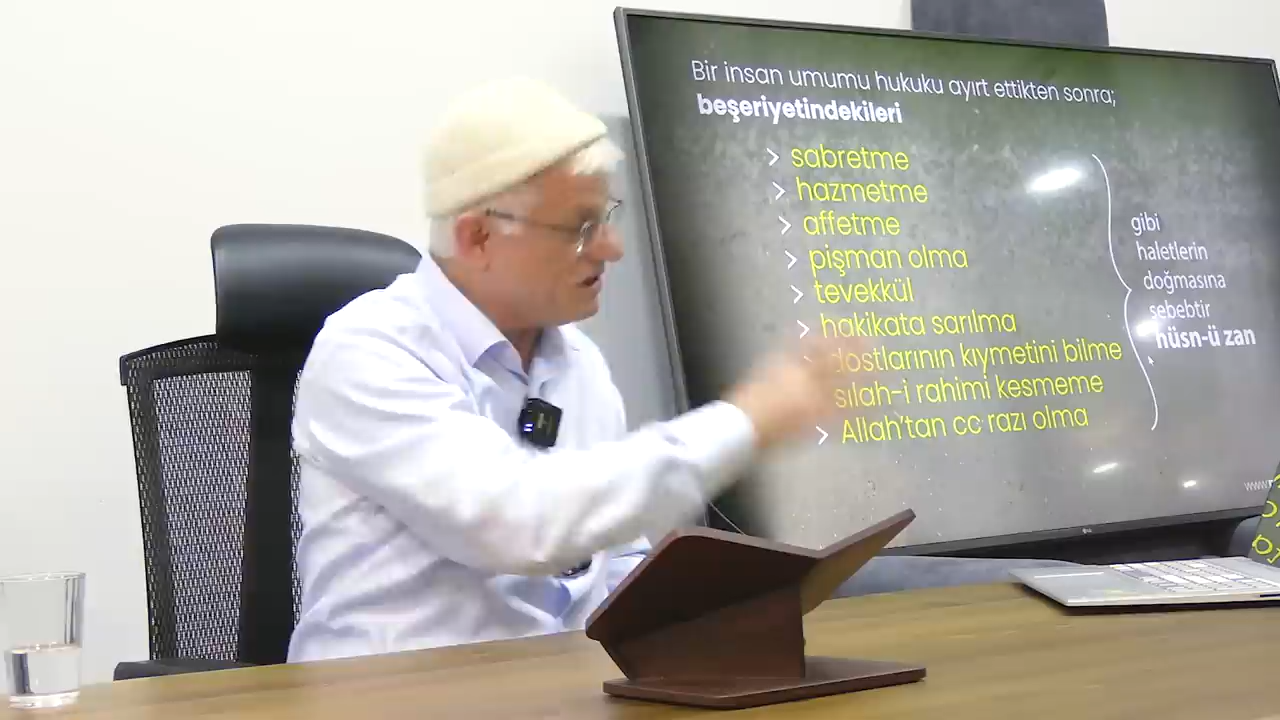 Bir insan umumu hukuku ayırt ettikten sonra;
beşeriyetindekileri
> sabretme
> hazmetme
> affetme
> pişman olma
> tevekkül
> hakikata sarılma
dostlarının kıymetini bilme
sılah-i rahimi kesmeme
> Allah'tan cc razı olma
gibi
haletlerin
doğmasına
sebebtir
hüsn-ü zan
LG